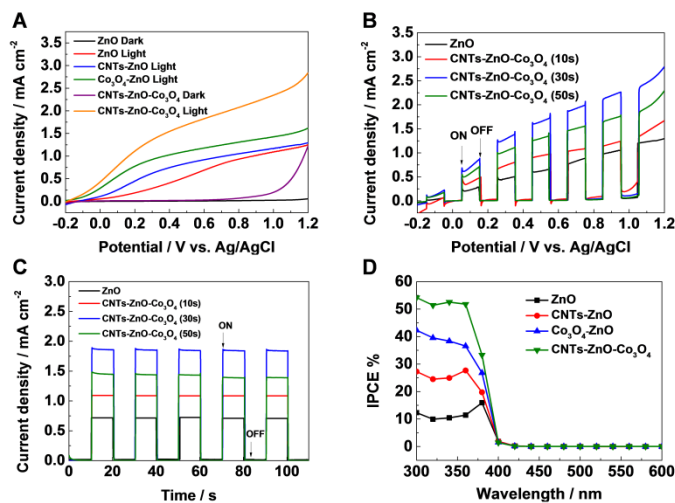 A
ZnO Dark
ZnO Light
CNTs-ZnO Light
Co₃O₄-ZnO Light
CNTs-ZnO-Co₃O₄ Dark
CNTs-ZnO-Co₃O₄ Light
Current density / mA cm⁻²
3.5
3.0
2.5
2.0
1.5
1.0
0.5
0.0
-0.2 0.0 0.2 0.4 0.6 0.8 1.0 1.2
Potential / V vs. Ag/AgCl
B
ZnO
CNTs-ZnO-Co₃O₄ (10s)
CNTs-ZnO-Co₃O₄ (30s)
CNTs-ZnO-Co₃O₄ (50s)
ON
OFF
Current density / mA cm⁻²
4.0
3.5
3.0
2.5
2.0
1.5
1.0
0.5
0.0
-0.2 0.0 0.2 0.4 0.6 0.8 1.0 1.2
Potential / V vs. Ag/AgCl
C
ZnO
CNTs-ZnO-Co₃O₄ (10s)
CNTs-ZnO-Co₃O₄ (30s)
CNTs-ZnO-Co₃O₄ (50s)
ON
OFF
Current density / mA cm⁻²
3.0
2.5
2.0
1.5
1.0
0.5
0.0
0 20 40 60 80 100
Time / s
D
ZnO
CNTs-ZnO
Co₃O₄-ZnO
CNTs-ZnO-Co₃O₄
IPCE %
60
50
40
30
20
10
0
300 350 400 450 500 550 600
Wavelength / nm